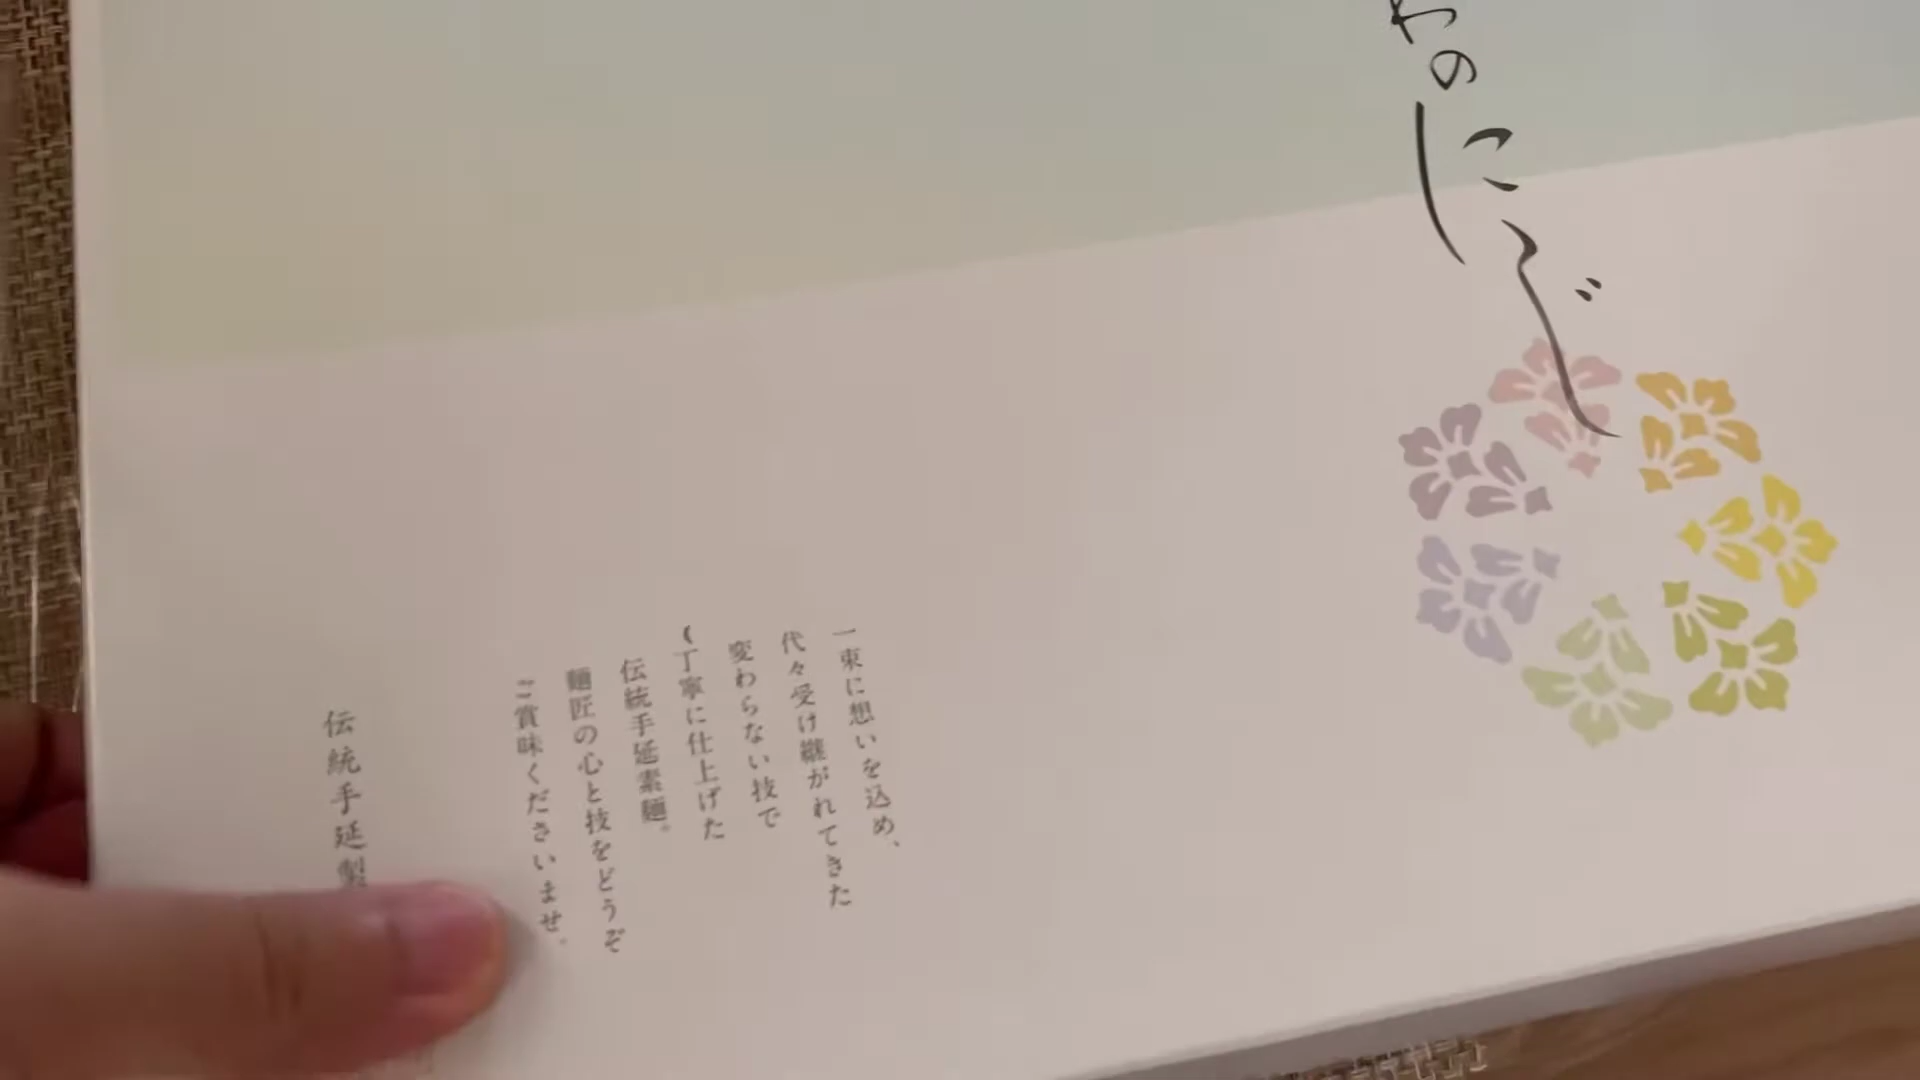 わのにじ
一束に想いを込め、
代々受け継がれてきた
変わらない技で
丁寧に仕上げた
伝統手延素麺。
麺匠の心と技をどうぞ
ご賞味くださいませ。
伝統手延製